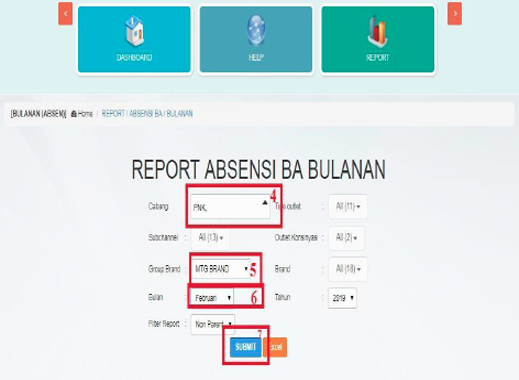 DASHBOARD HELP REPORT
[BULANAN (ABSEN)] Home / REPORT / ABSENSI BA / BULANAN
REPORT ABSENSI BA BULANAN
Cabang : PNK, 4 Tipe outlet : All (11)
Subchannel : All (13) Outlet Konsinyasi : All (2)
Group Brand : MTG BRAND 5 Brand : All (18)
Bulan : Februari 6 Tahun : 2019
Filter Report : Non Parent
7
SUBMIT Excel